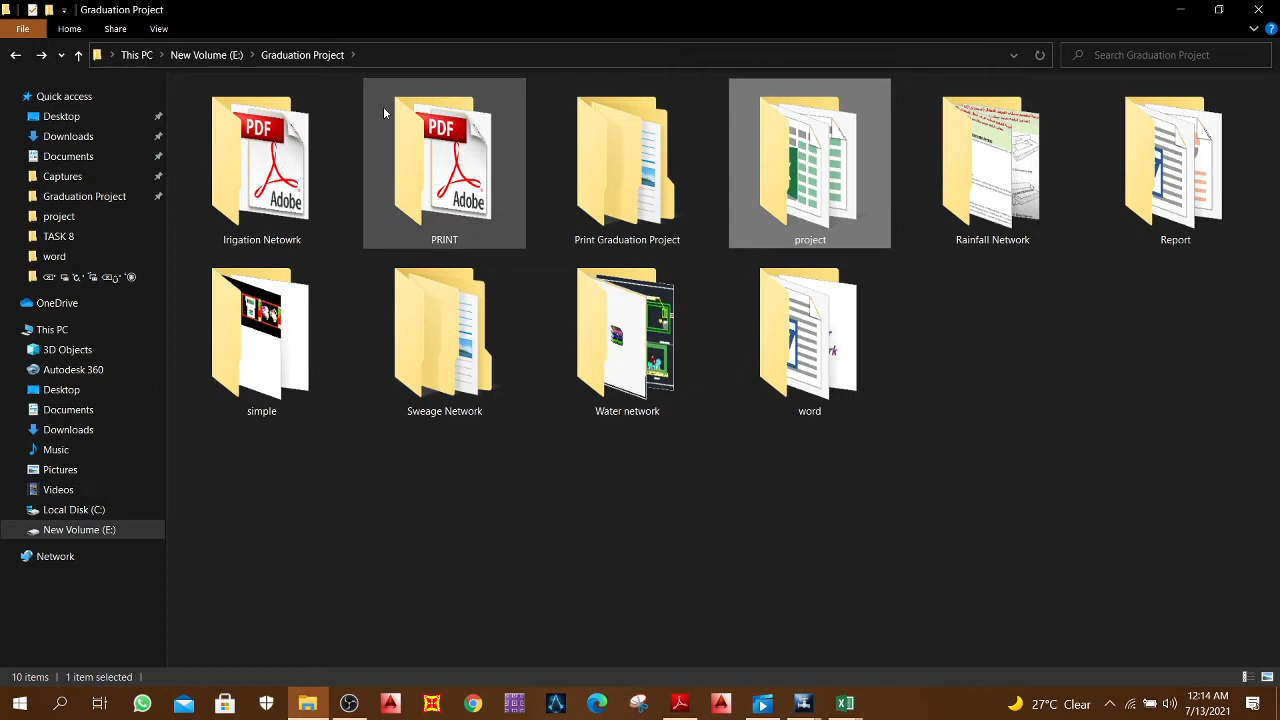 Graduation Project
File
Home
Share
View
This PC
New Volume (E:)
Graduation Project
Search Graduation Project
Quick access
Desktop
Downloads
Documents
Captures
Graduation Project
project
TASK 8
word
OneDrive
This PC
3D Objects
Autodesk 360
Desktop
Documents
Downloads
Music
Pictures
Videos
Local Disk (C:)
New Volume (E:)
Network
PDF
Adobe
Irigation Netowrk
PDF
Adobe
PRINT
Print Graduation Project
project
Rainfall Network
Report
simple
Sweage Network
Water network
word
10 items
1 item selected
27°C Clear
12:14 AM
7/13/2021